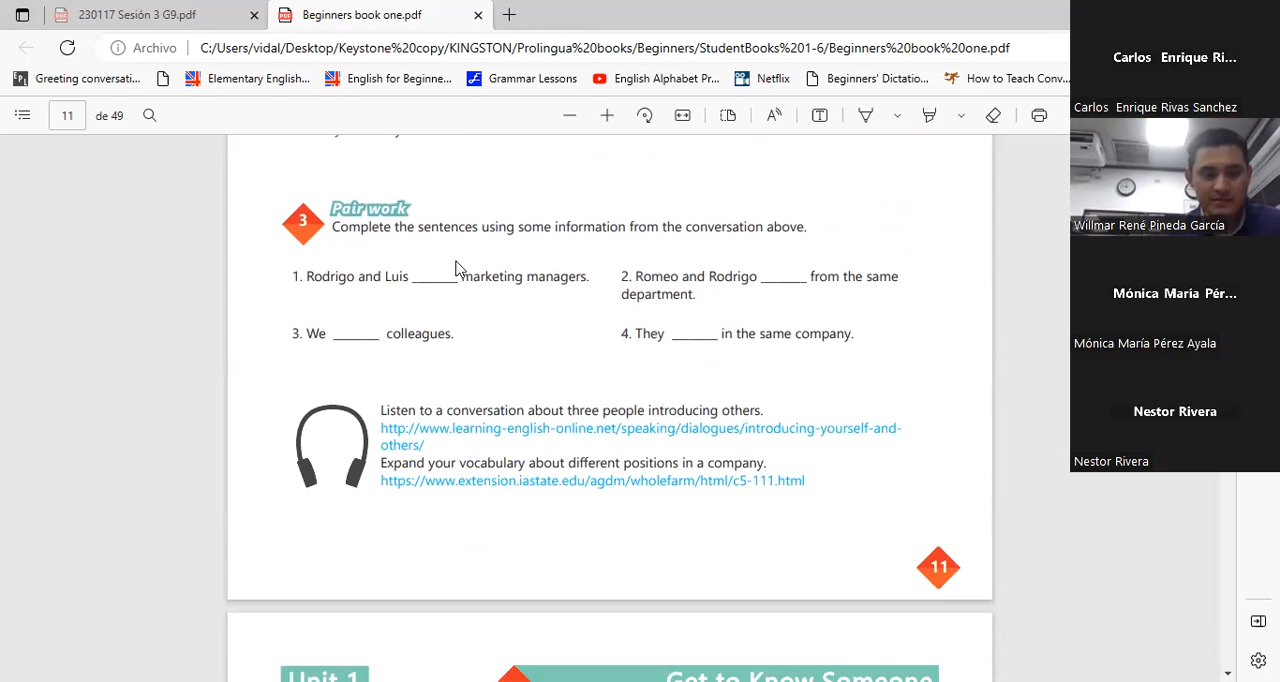 230117 Sesión 3 G9.pdf
Beginners book one.pdf
Archivo
C:/Users/vidal/Desktop/Keystone%20copy/KINGSTON/Prolingua%20books/Beginners/StudentBooks%201-6/Beginners%20book%20one.pdf
Greeting conversati...
Elementary English...
English for Beginne...
Grammar Lessons
English Alphabet Pr...
Netflix
Beginners' Dictatio...
How to Teach Conv...
11 de 49
3 Pair work
Complete the sentences using some information from the conversation above.
1. Rodrigo and Luis _______ marketing managers.
2. Romeo and Rodrigo _______ from the same
department.
3. We _______ colleagues.
4. They _______ in the same company.
Listen to a conversation about three people introducing others.
http://www.learning-english-online.net/speaking/dialogues/introducing-yourself-and-
others/
Expand your vocabulary about different positions in a company.
https://www.extension.iastate.edu/agdm/wholefarm/html/c5-111.html
11
Unit 1
Get to Know Someone
Carlos Enrique Ri...
Carlos Enrique Rivas Sanchez
Willmar René Pineda García
Mónica María Pér...
Mónica María Pérez Ayala
Nestor Rivera
Nestor Rivera